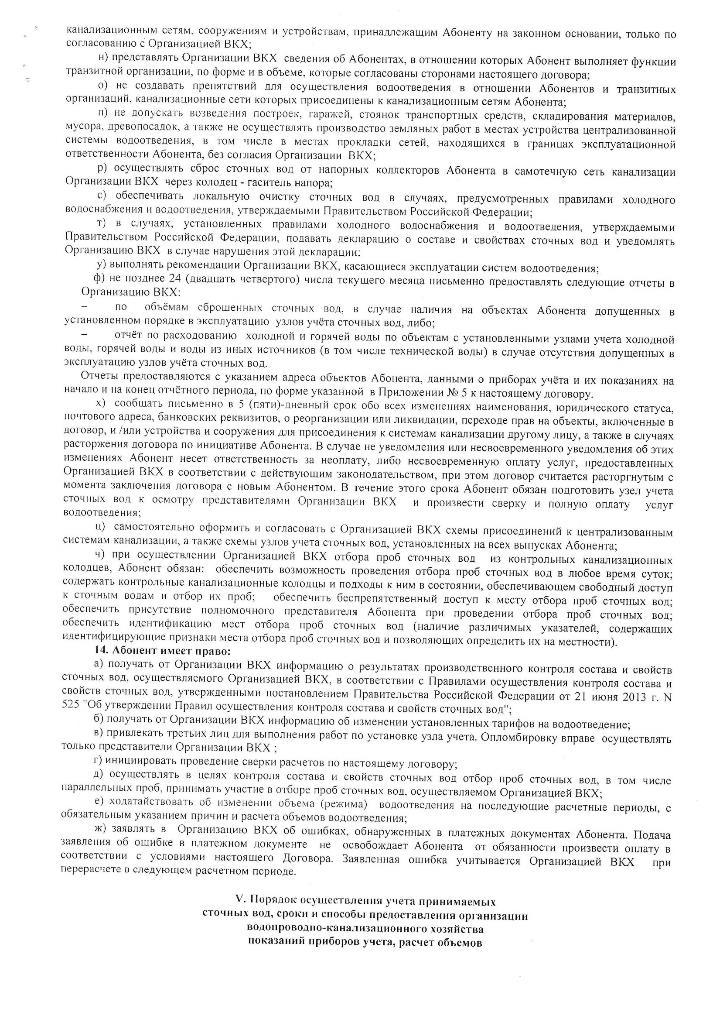 канализационным сетям, сооружениям и устройствам, принадлежащим Абоненту на законном основании, только по
согласованию с Организацией ВКХ;
н) представлять Организации ВКХ сведения об Абонентах, в отношении которых Абонент выполняет функции
транзитной организации, по форме и в объеме, которые согласованы сторонами настоящего договора;
о) не создавать препятствий для осуществления водоотведения в отношении Абонентов и транзитных
организаций, канализационные сети которых присоединены к канализационным сетям Абонента;
п) не допускать возведения построек, гаражей, стоянок транспортных средств, складирования материалов,
мусора, древопосадок, а также не осуществлять производство земляных работ в местах устройства централизованной
системы водоотведения, в том числе в местах прокладки сетей, находящихся в границах эксплуатационной
ответственности Абонента, без согласия Организации ВКХ;
р) осуществлять сброс сточных вод от напорных коллекторов Абонента в самотечную сеть канализации
Организации ВКХ через колодец - гаситель напора;
с) обеспечивать локальную очистку сточных вод в случаях, предусмотренных правилами холодного
водоснабжения и водоотведения, утверждаемыми Правительством Российской Федерации;
т) в случаях, установленных правилами холодного водоснабжения и водоотведения, утверждаемыми
Правительством Российской Федерации, подавать декларацию о составе и свойствах сточных вод и уведомлять
Организацию ВКХ в случае нарушения этой декларации;
у) выполнять рекомендации Организации ВКХ, касающиеся эксплуатации систем водоотведения;
ф) не позднее 24 (двадцать четвертого) числа текущего месяца письменно предоставлять следующие отчеты в
Организацию ВКХ:
– по объёмам сброшенных сточных вод, в случае наличия на объектах Абонента допущенных в
установленном порядке в эксплуатацию узлов учёта сточных вод, либо;
– отчёт по расходованию холодной и горячей воды по объектам с установленными узлами учета холодной
воды, горячей воды и воды из иных источников (в том числе технической воды) в случае отсутствия допущенных в
эксплуатацию узлов учёта сточных вод.
Отчеты предоставляются с указанием адреса объектов Абонента, данными о приборах учёта и их показаниях на
начало и на конец отчётного периода, по форме указанной в Приложении № 5 к настоящему договору.
х) сообщать письменно в 5 (пяти)-дневный срок обо всех изменениях наименования, юридического статуса,
почтового адреса, банковских реквизитов, о реорганизации или ликвидации, переходе прав на объекты, включенные в
договор, и /или устройства и сооружения для присоединения к системам канализации другому лицу, а также в случаях
расторжения договора по инициативе Абонента. В случае не уведомления или несвоевременного уведомления об этих
изменениях Абонент несет ответственность за неоплату, либо несвоевременную оплату услуг, предоставленных
Организацией ВКХ в соответствии с действующим законодательством, при этом договор считается расторгнутым с
момента заключения договора с новым Абонентом. В течение этого срока Абонент обязан подготовить узел учета
сточных вод к осмотру представителями Организации ВКХ и произвести сверку и полную оплату услуг
водоотведения;
ц) самостоятельно оформить и согласовать с Организацией ВКХ схемы присоединений к централизованным
системам канализации, а также схемы узлов учета сточных вод, установленных на всех выпусках Абонента;
ч) при осуществлении Организацией ВКХ отбора проб сточных вод из контрольных канализационных
колодцев, Абонент обязан: обеспечить возможность проведения отбора проб сточных вод в любое время суток;
содержать контрольные канализационные колодцы и подходы к ним в состоянии, обеспечивающем свободный доступ
к сточным водам и отбор их проб; обеспечить беспрепятственный доступ к месту отбора проб сточных вод;
обеспечить присутствие полномочного представителя Абонента при проведении отбора проб сточных вод;
обеспечить идентификацию мест отбора проб сточных вод (наличие различимых указателей, содержащих
идентифицирующие признаки места отбора проб сточных вод и позволяющих определить их на местности).
14. Абонент имеет право:
а) получать от Организации ВКХ информацию о результатах производственного контроля состава и свойств
сточных вод, осуществляемого Организацией ВКХ, в соответствии с Правилами осуществления контроля состава и
свойств сточных вод, утвержденными постановлением Правительства Российской Федерации от 21 июня 2013 г. N
525 "Об утверждении Правил осуществления контроля состава и свойств сточных вод";
б) получать от Организации ВКХ информацию об изменении установленных тарифов на водоотведение;
в) привлекать третьих лиц для выполнения работ по установке узла учета. Опломбировку вправе осуществлять
только представители Организации ВКХ ;
г) инициировать проведение сверки расчетов по настоящему договору;
д) осуществлять в целях контроля состава и свойств сточных вод отбор проб сточных вод, в том числе
параллельных проб, принимать участие в отборе проб сточных вод, осуществляемом Организацией ВКХ;
е) ходатайствовать об изменении объема (режима) водоотведения на последующие расчетные периоды, с
обязательным указанием причин и расчета объемов водоотведения;
ж) заявлять в Организацию ВКХ об ошибках, обнаруженных в платежных документах Абонента. Подача
заявления об ошибке в платежном документе не освобождает Абонента от обязанности произвести оплату в
соответствии с условиями настоящего Договора. Заявленная ошибка учитывается Организацией ВКХ при
перерасчете в следующем расчетном периоде.
V. Порядок осуществления учета принимаемых
сточных вод, сроки и способы предоставления организации
водопроводно-канализационного хозяйства
показаний приборов учета, расчет объемов